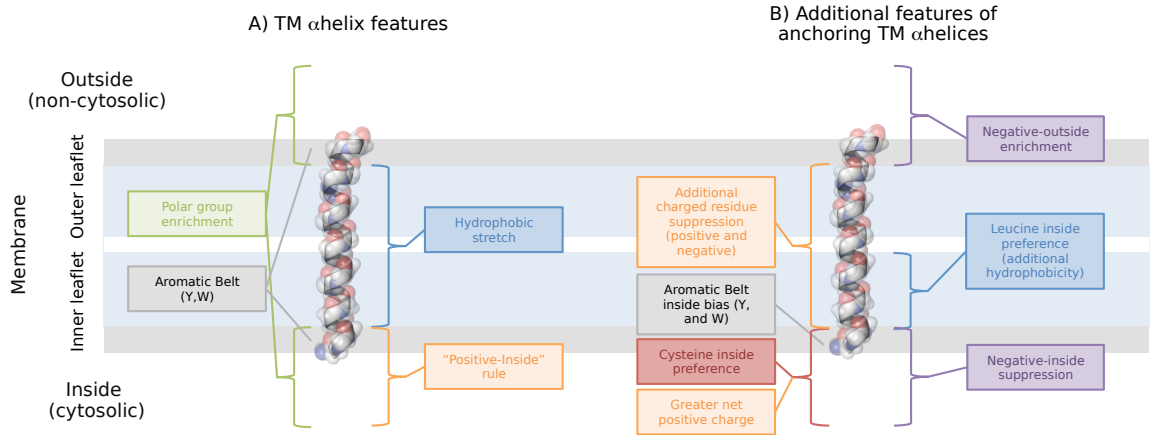 A) TM αhelix features
B) Additional features of
anchoring TM αhelices
Outside
(non-cytosolic)
Membrane
Outer leaflet
Inner leaflet
Inside
(cytosolic)
Polar group
enrichment
Aromatic Belt
(Y,W)
Hydrophobic
stretch
“Positive-Inside”
rule
Additional
charged residue
suppression
(positive and
negative)
Aromatic Belt
inside bias (Y,
and W)
Cysteine inside
preference
Greater net
positive charge
Negative-outside
enrichment
Leucine inside
preference
(additional
hydrophobicity)
Negative-inside
suppression